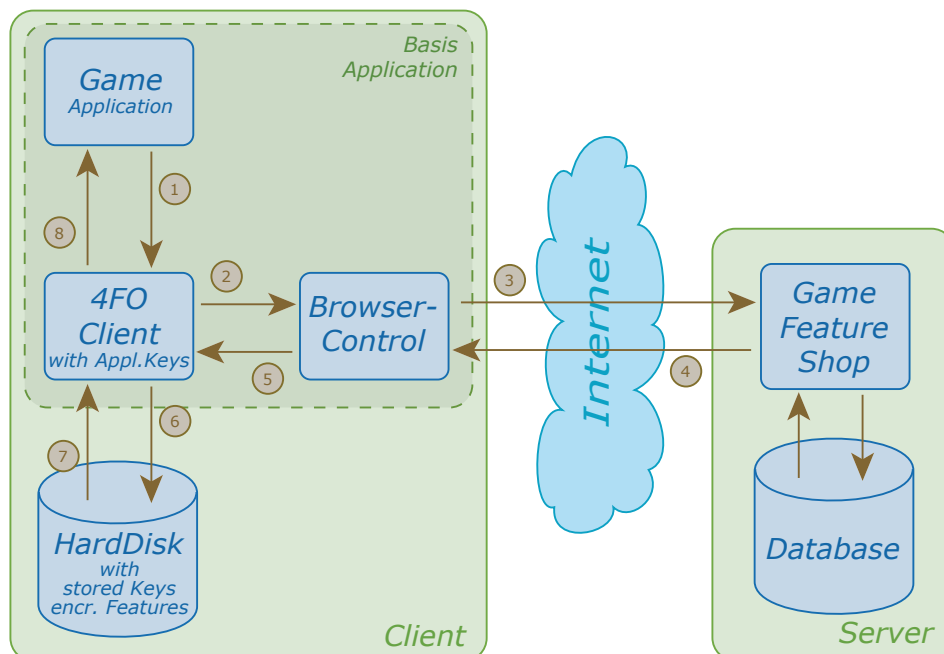 Basis
Application
Game
Application
1
8
2
3
4FO
Client
with Appl.Keys
Browser-
Control
Internet
Game
Feature
Shop
5
4
6
7
HardDisk
with
stored Keys
encr. Features
Database
Client
Server